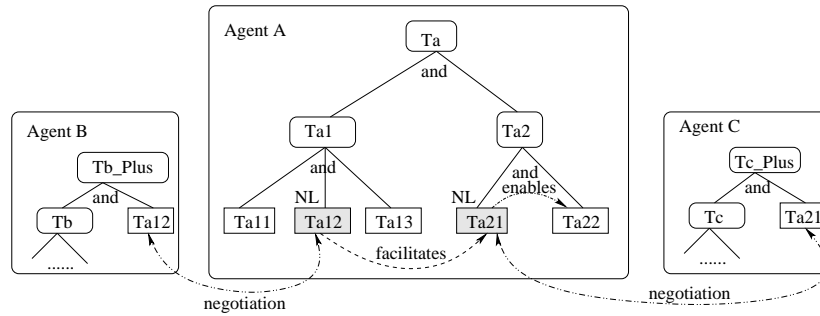 Agent A
Ta
and
Ta1
Ta2
and
and
enables
NL
NL
Ta11
Ta12
Ta13
Ta21
Ta22
facilitates
Agent B
Tb_Plus
and
Tb
Ta12
......
negotiation
Agent C
Tc_Plus
and
Tc
Ta21
......
negotiation